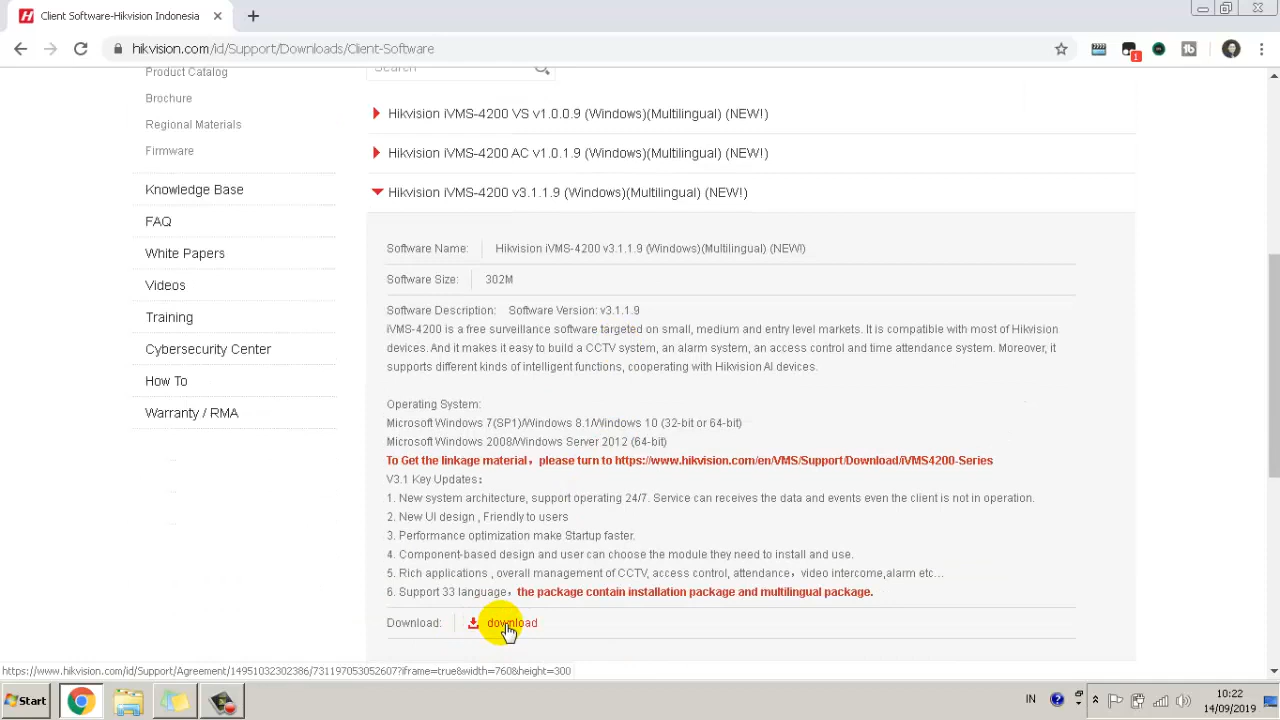 Client Software-Hikvision Indonesia
hikvision.com/id/Support/Downloads/Client-Software
1
Product Catalog
Brochure
Regional Materials
Firmware
Knowledge Base
FAQ
White Papers
Videos
Training
Cybersecurity Center
How To
Warranty / RMA
Search
Hikvision iVMS-4200 VS v1.0.0.9 (Windows)(Multilingual) (NEW!)
Hikvision iVMS-4200 AC v1.0.1.9 (Windows)(Multilingual) (NEW!)
Hikvision iVMS-4200 v3.1.1.9 (Windows)(Multilingual) (NEW!)
Software Name: Hikvision iVMS-4200 v3.1.1.9 (Windows)(Multilingual) (NEW!)
Software Size: 302M
Software Description: Software Version: v3.1.1.9
iVMS-4200 is a free surveillance software targeted on small, medium and entry level markets. It is compatible with most of Hikvision
devices. And it makes it easy to build a CCTV system, an alarm system, an access control and time attendance system. Moreover, it
supports different kinds of intelligent functions, cooperating with Hikvision AI devices.
Operating System:
Microsoft Windows 7(SP1)/Windows 8.1/Windows 10 (32-bit or 64-bit)
Microsoft Windows 2008/Windows Server 2012 (64-bit)
To Get the linkage material，please turn to https://www.hikvision.com/en/VMS/Support/Download/iVMS4200-Series
V3.1 Key Updates：
1. New system architecture, support operating 24/7. Service can receives the data and events even the client is not in operation.
2. New UI design , Friendly to users
3. Performance optimization make Startup faster.
4. Component-based design and user can choose the module they need to install and use.
5. Rich applications , overall management of CCTV, access control, attendance，video intercome,alarm etc...
6. Support 33 language，the package contain installation package and multilingual package.
Download: download
https://www.hikvision.com/id/Support/Agreement/14951032302386/731197053052607?iframe=true&width=760&height=300
Start
IN
10:22
14/09/2019